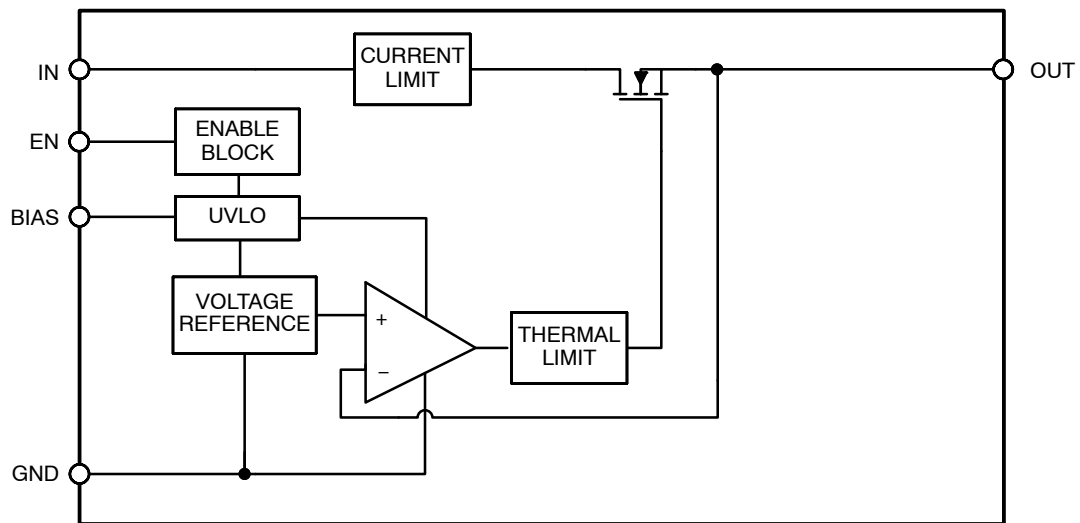 CURRENT
LIMIT
IN
OUT
EN
ENABLE
BLOCK
BIAS
UVLO
VOLTAGE
REFERENCE
+
−
THERMAL
LIMIT
GND